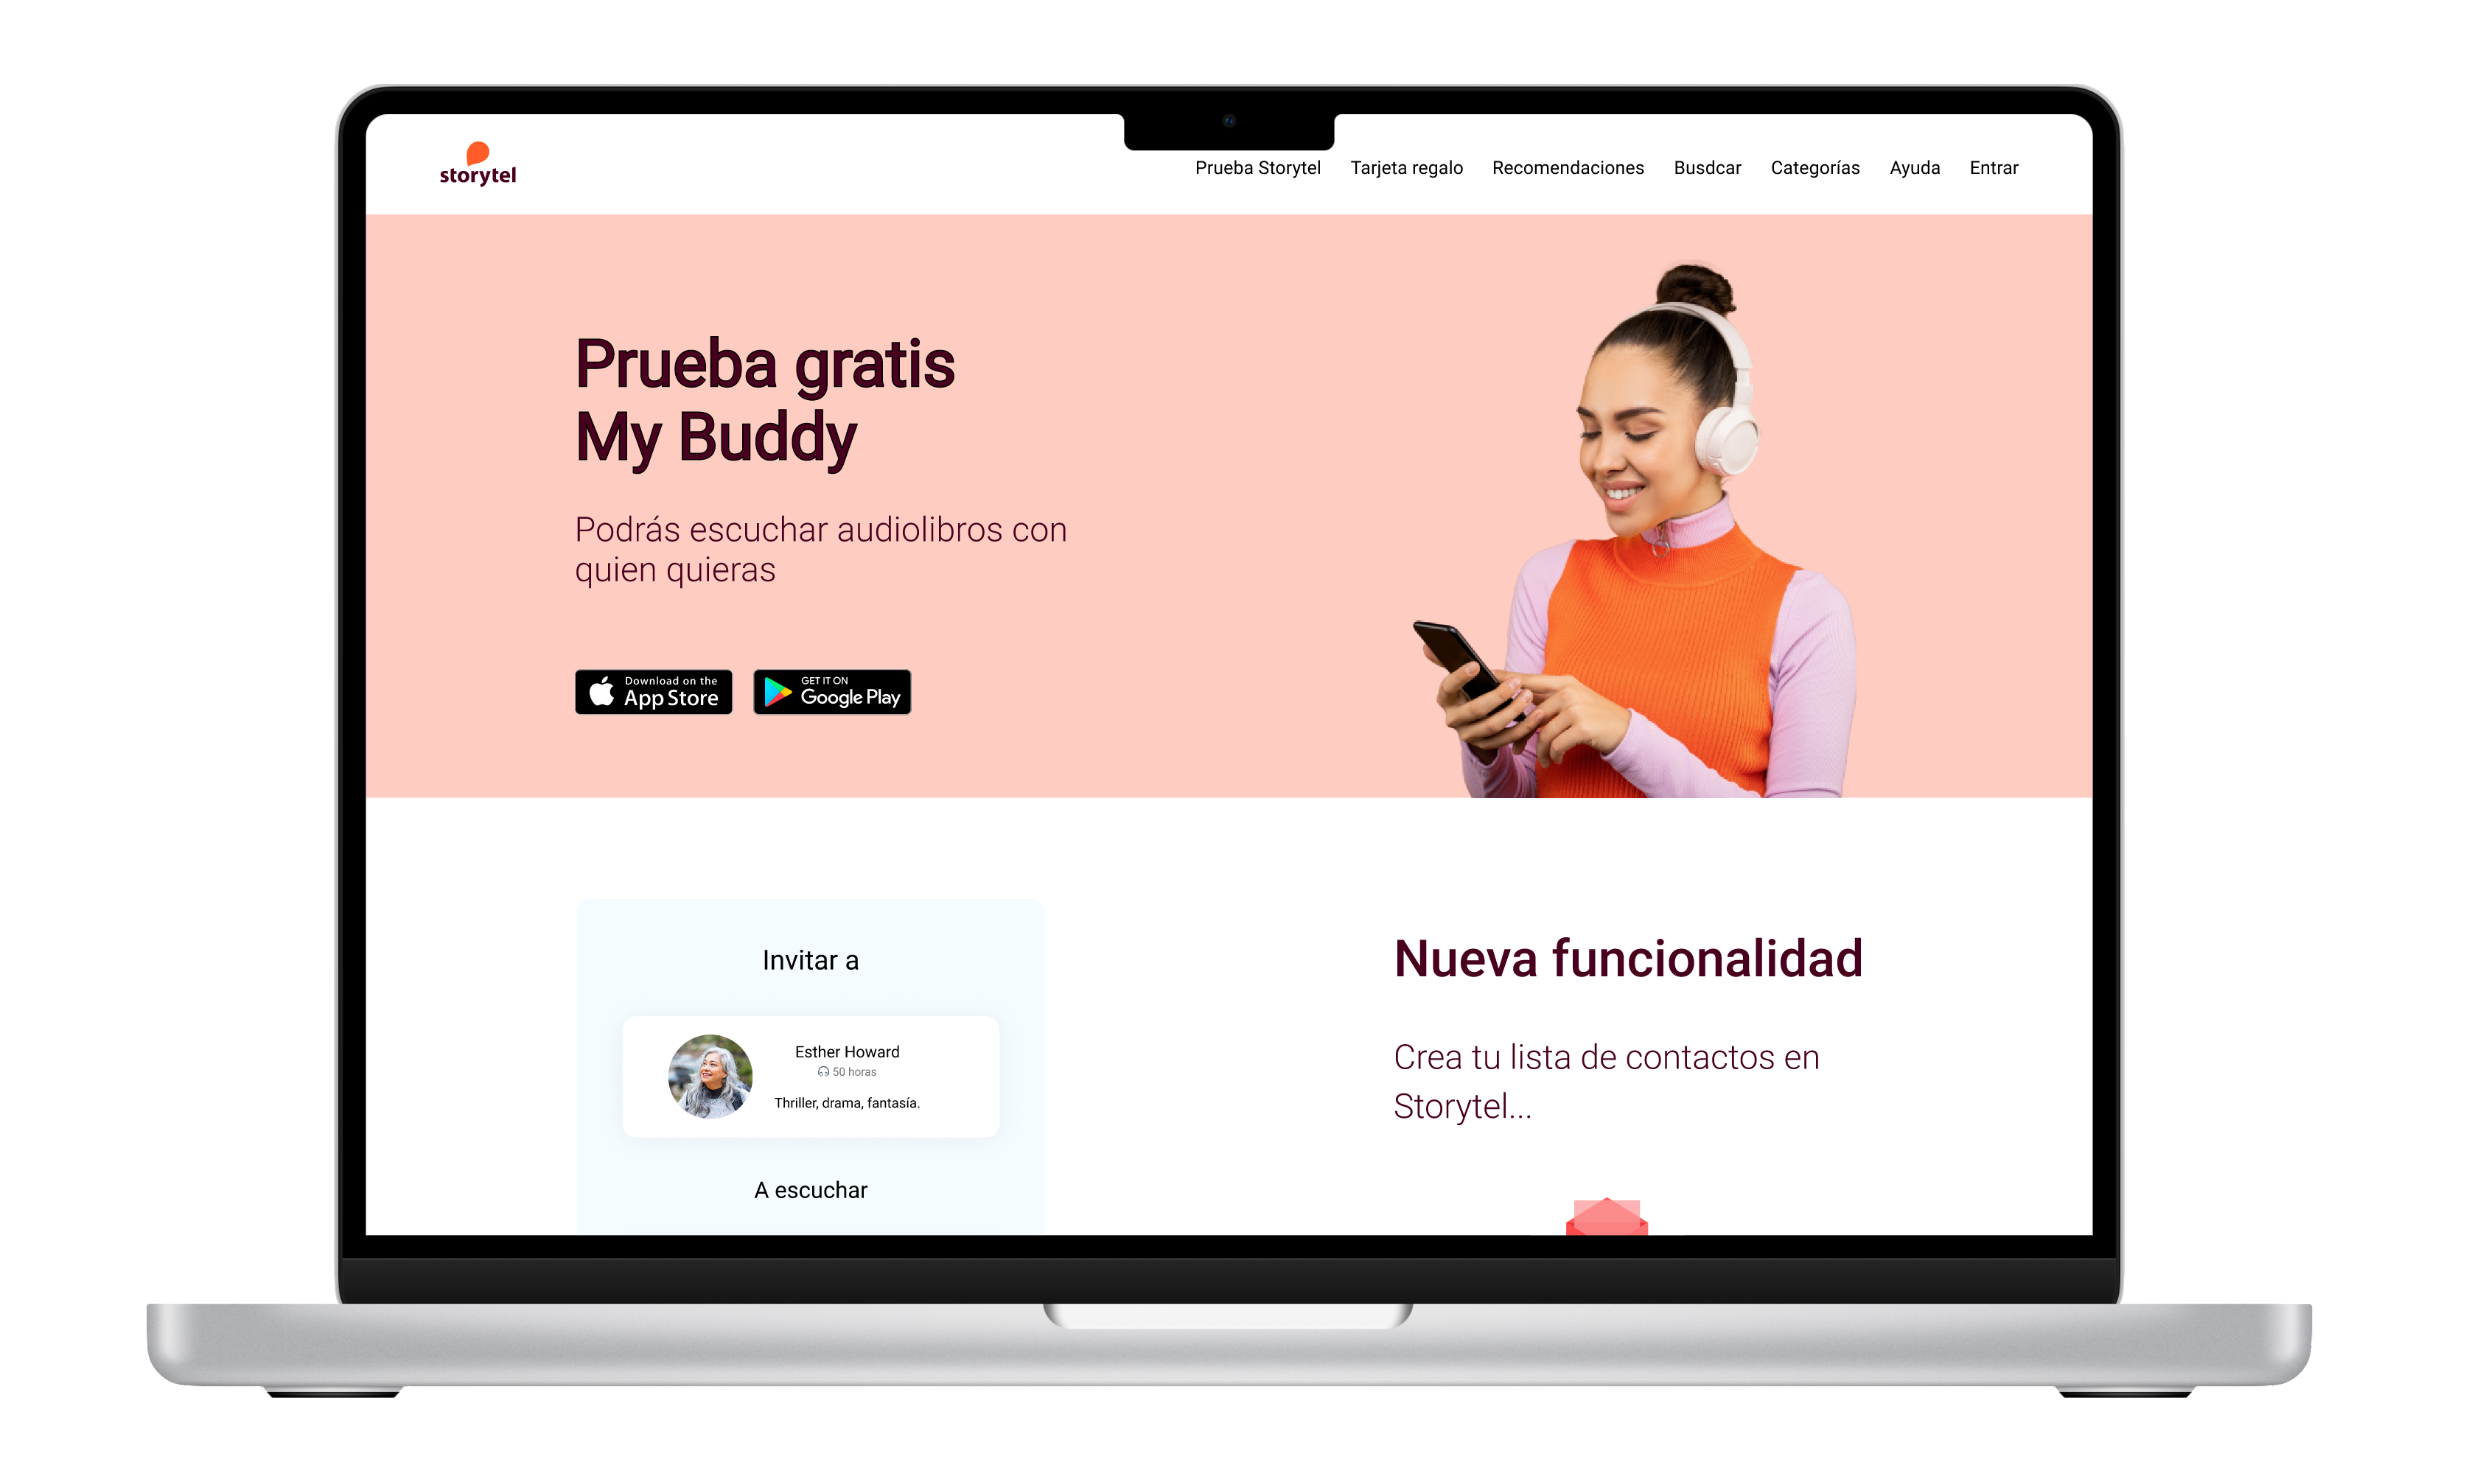 storytel
Prueba Storytel Tarjeta regalo Recomendaciones Busdcar Categorías Ayuda Entrar
Prueba gratis
My Buddy
Podrás escuchar audiolibros con
quien quieras
Download on the
App Store
GET IT ON
Google Play
Invitar a
Esther Howard
50 horas
Thriller, drama, fantasía.
A escuchar
Nueva funcionalidad
Crea tu lista de contactos en
Storytel...